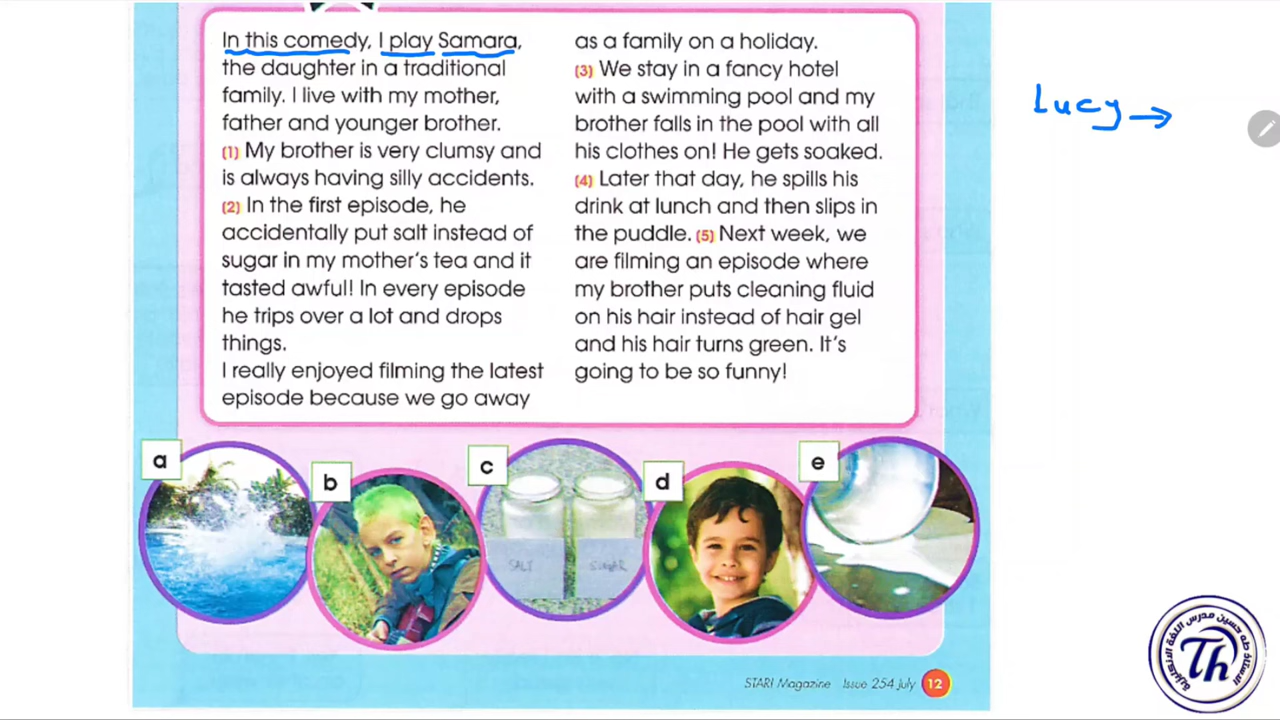 In this comedy, I play Samara,
the daughter in a traditional
family. I live with my mother,
father and younger brother.
(1) My brother is very clumsy and
is always having silly accidents.
(2) In the first episode, he
accidentally put salt instead of
sugar in my mother's tea and it
tasted awful! In every episode
he trips over a lot and drops
things.
I really enjoyed filming the latest
episode because we go away
as a family on a holiday.
(3) We stay in a fancy hotel
with a swimming pool and my
brother falls in the pool with all
his clothes on! He gets soaked.
(4) Later that day, he spills his
drink at lunch and then slips in
the puddle. (5) Next week, we
are filming an episode where
my brother puts cleaning fluid
on his hair instead of hair gel
and his hair turns green. It's
going to be so funny!
Lucy →
a
b
c
d
e
SALT
SUGAR
STAR! Magazine Issue 254 july 12
الاستاذ طه حسين مدرس اللغة الانجليزية
Th